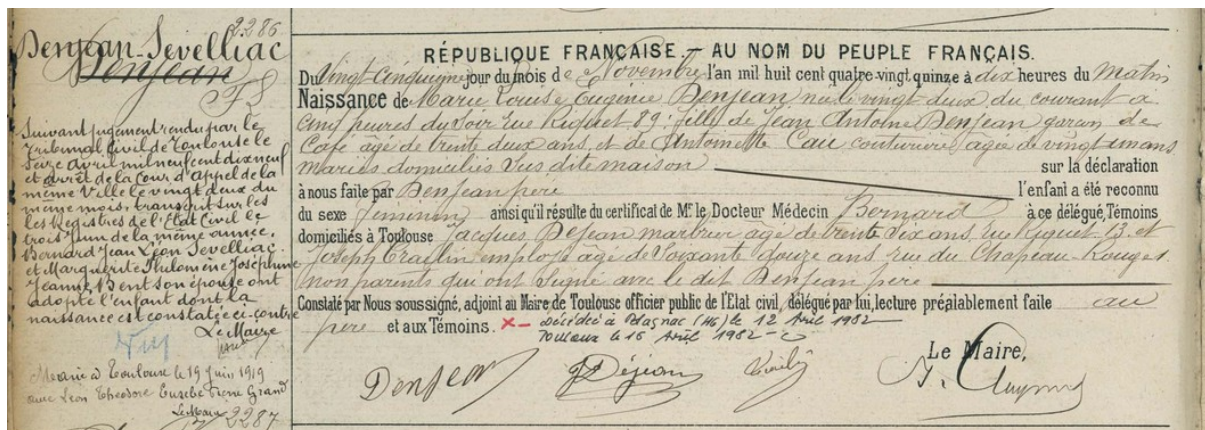 2286
Denjean-Sevelliac
Denjean
FS
Suivant jugement rendu par le
Tribunal Civil de Toulouse le
Seize avril mil neuf cent dix neuf
et arrêt de la Cour d'appel de la
même Ville le vingt deux du
même mois, transcrit sur les
les Registres de l'Etat Civil le
trois Juin de la même année,
Bernard Jean Léon Sevelliac
et Marguerite Philomène Joséphine
Jeanne Bent son épouse ont
adopté l'enfant dont la
naissance est constatée ci-contre
Le Maire
Mariée à Toulouse le 19 Juin 1919
avec Léon Théodore Eusèbe Pierre Grand
Le Maire
2287
RÉPUBLIQUE FRANÇAISE. — AU NOM DU PEUPLE FRANÇAIS.
Du Vingt-cinquième jour du mois de Novembre l'an mil huit cent quatre-vingt quinze à dix heures du Matin
Naissance de Marie Louise Eugénie Denjean née le vingt deux du courant à
cinq heures du Soir rue Riquet 89; fille de Jean Antoine Denjean garçon de
Café âgé de trente deux ans, et de Antoinette couturière âgée de vingt un ans
mariés domiciliés Sus dite maison — sur la déclaration
à nous faite par Denjean père l'enfant a été reconnu
du sexe féminin ainsi qu'il résulte du certificat de Mr le Docteur Médecin Bernard à ce délégué, Témoins
domiciliés à Toulouse Jacques Dejean marbrier âgé de trente Six ans, rue Riquet 13. et
Joseph employé âgé de Soixante douze ans, rue du Chapeau-Rouge 1
non parents qui ont Signé avec le dit Denjean père —
Constaté par Nous soussigné, adjoint au Maire de Toulouse officier public de l'Etat civil, délégué par lui, lecture préalablement faite au
père et aux Témoins. X — Décédée à Blagnac (HG) le 12 Avril 1982 —
Toulouse le 16 Avril 1982 —
Le Maire,
Denjean Déjean